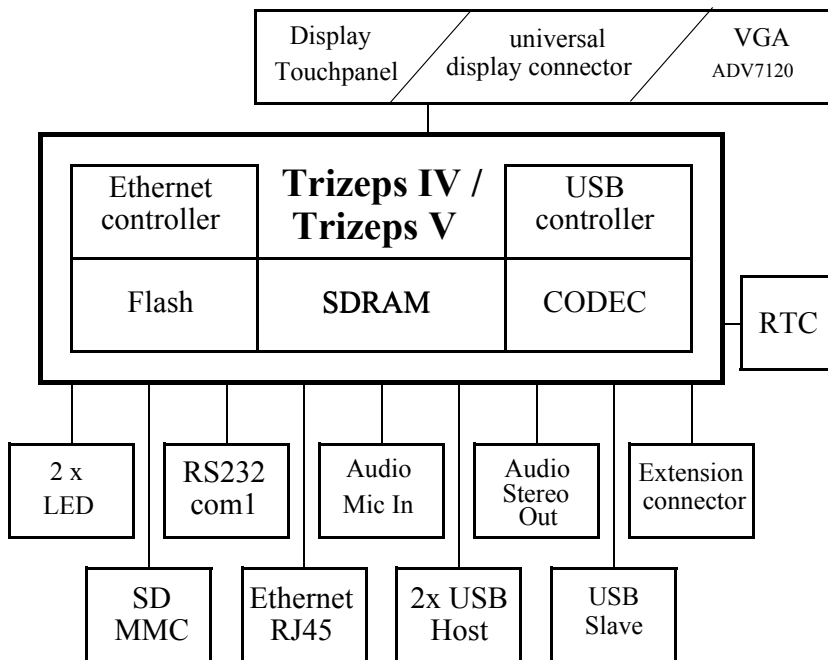 Display
Touchpanel
universal
display connector
VGA
ADV7120
Ethernet
controller
Trizeps IV /
Trizeps V
USB
controller
Flash
SDRAM
CODEC
RTC
2 x
LED
RS232
com1
Audio
Mic In
Audio
Stereo
Out
Extension
connector
SD
MMC
Ethernet
RJ45
2x USB
Host
USB
Slave